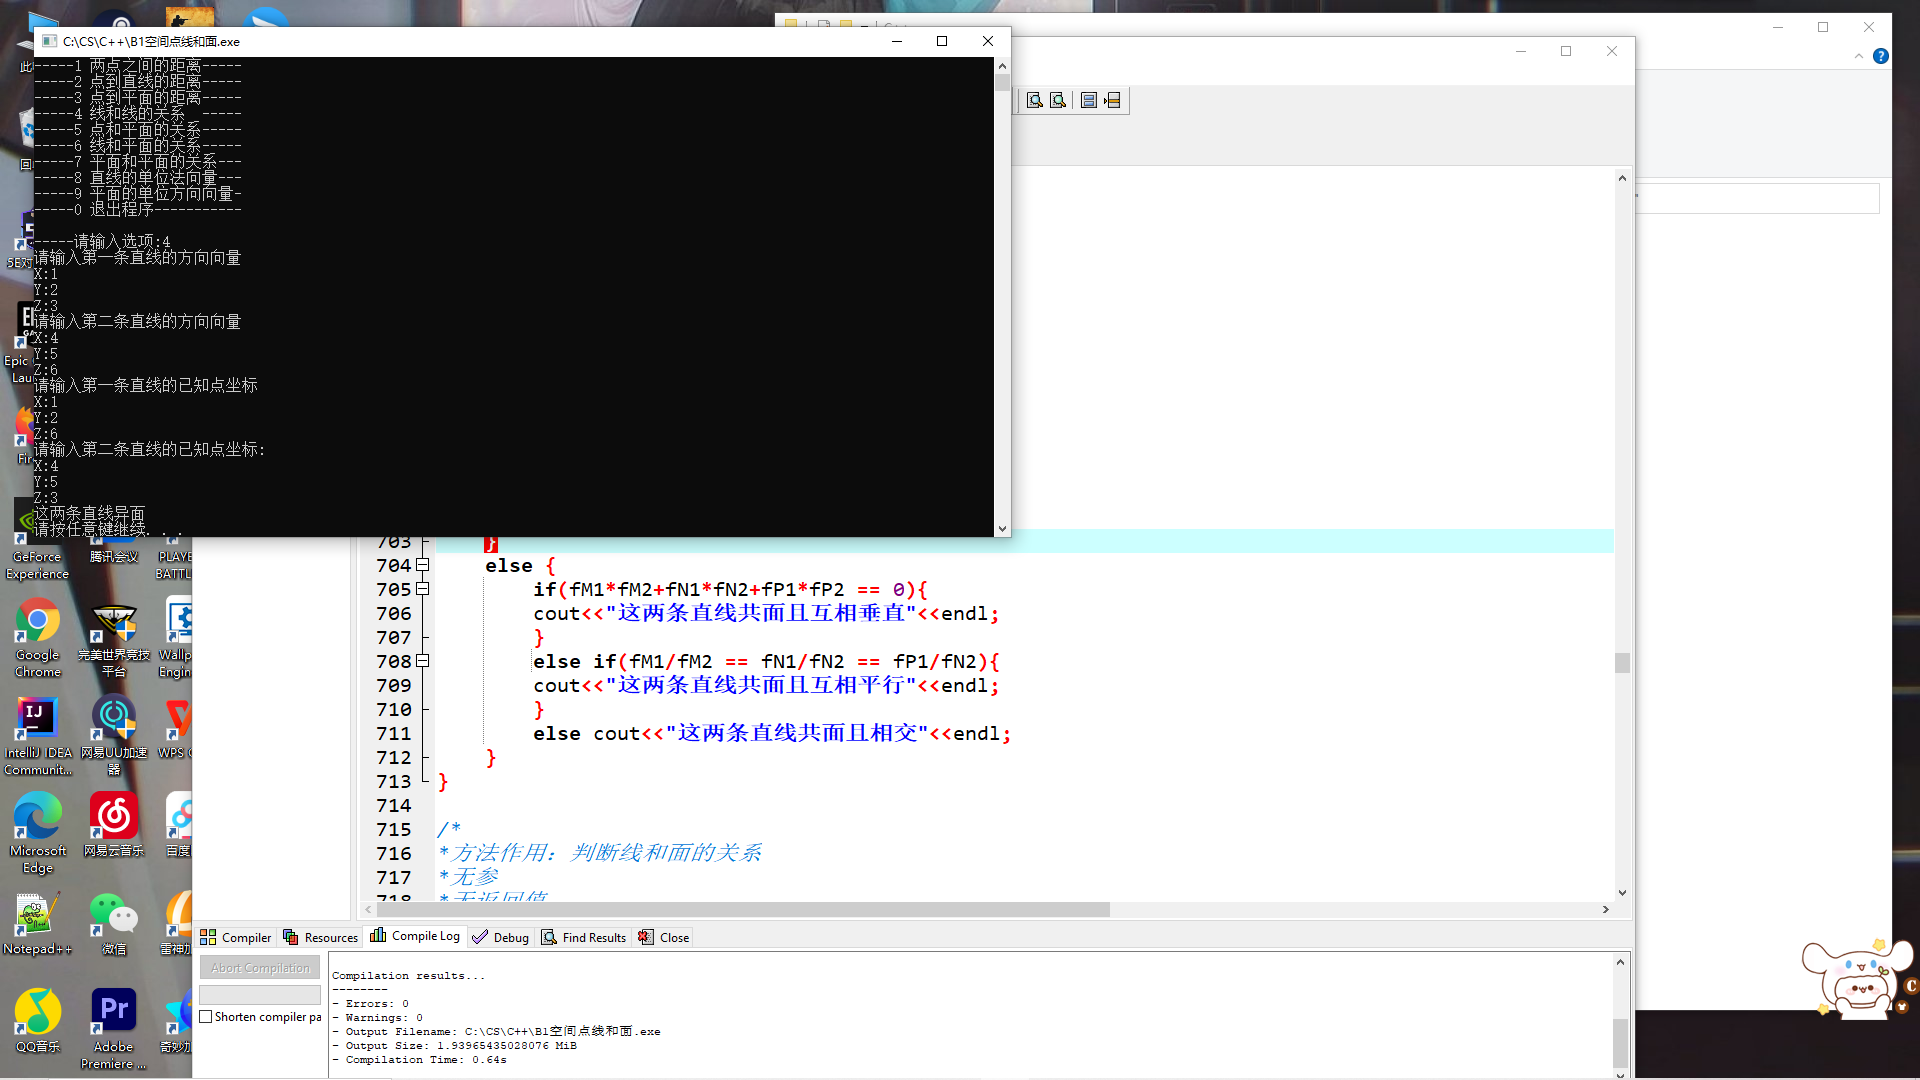 C:\CS\C++\B1空间点线和面.exe
-----1 两点之间的距离-----
-----2 点到直线的距离-----
-----3 点到平面的距离-----
-----4 线和线的关系  -----
-----5 点和平面的关系-----
-----6 线和平面的关系-----
-----7 平面和平面的关系---
-----8 直线的单位法向量---
-----9 平面的单位方向向量-
-----0 退出程序-----------
-----请输入选项:4
请输入第一条直线的方向向量
X:1
Y:2
Z:3
请输入第二条直线的方向向量
X:4
Y:5
Z:6
请输入第一条直线的已知点坐标
X:1
Y:2
Z:6
请输入第二条直线的已知点坐标:
X:4
Y:5
Z:3
这两条直线异面
请按任意键继续. . .
703 }
704 else {
705 if(fM1*fM2+fN1*fN2+fP1*fP2 == 0){
706 cout<<"这两条直线共面且互相垂直"<<endl;
707 }
708 else if(fM1/fM2 == fN1/fN2 == fP1/fN2){
709 cout<<"这两条直线共面且互相平行"<<endl;
710 }
711 else cout<<"这两条直线共面且相交"<<endl;
712 }
713 }
714
715 /*
716 *方法作用：判断线和面的关系
717 *无参
718 *无返回值
Compiler Resources Compile Log Debug Find Results Close
Abort Compilation
Shorten compiler pa
Compilation results...
--------
- Errors: 0
- Warnings: 0
- Output Filename: C:\CS\C++\B1空间点线和面.exe
- Output Size: 1.93965435028076 MiB
- Compilation Time: 0.64s
GeForce Experience
腾讯会议
PLAYE
BATTL
Google Chrome
完美世界竞技平台
Wallp
Engin
IntelliJ IDEA Communit...
网易UU加速器
WPS
Microsoft Edge
网易云音乐
百度
Notepad++
微信
雷神加
QQ音乐
Adobe Premiere ...
奇妙加